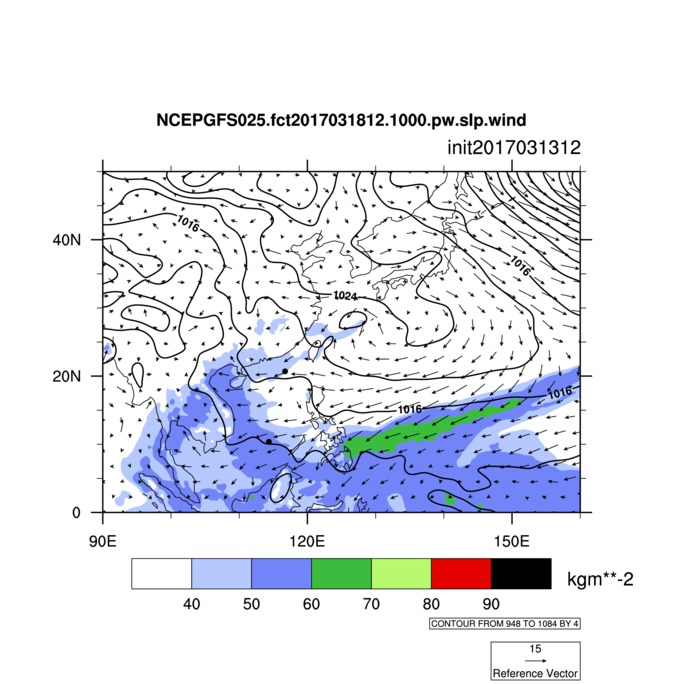 NCEPGFS025.fct2017031812.1000.pw.slp.wind
init2017031312
1016
40N
1016
1024
20N
1016
1016
0
90E 120E 150E
kgm**-2
40 50 60 70 80 90
CONTOUR FROM 948 TO 1084 BY 4
15
Reference Vector